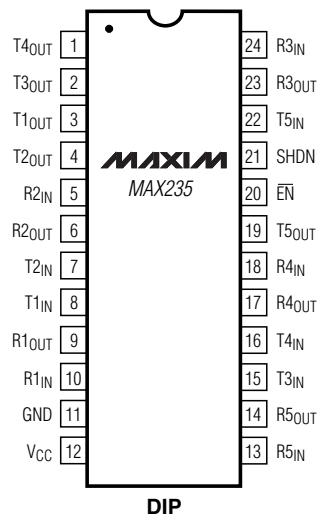 T4OUT 1 24 R3IN
T3OUT 2 23 R3OUT
T1OUT 3 22 T5IN
T2OUT 4 MAXIM 21 SHDN
R2IN 5 MAX235 20 EN
R2OUT 6 19 T5OUT
T2IN 7 18 R4IN
T1IN 8 17 R4OUT
R1OUT 9 16 T4IN
R1IN 10 15 T3IN
GND 11 14 R5OUT
VCC 12 13 R5IN
DIP